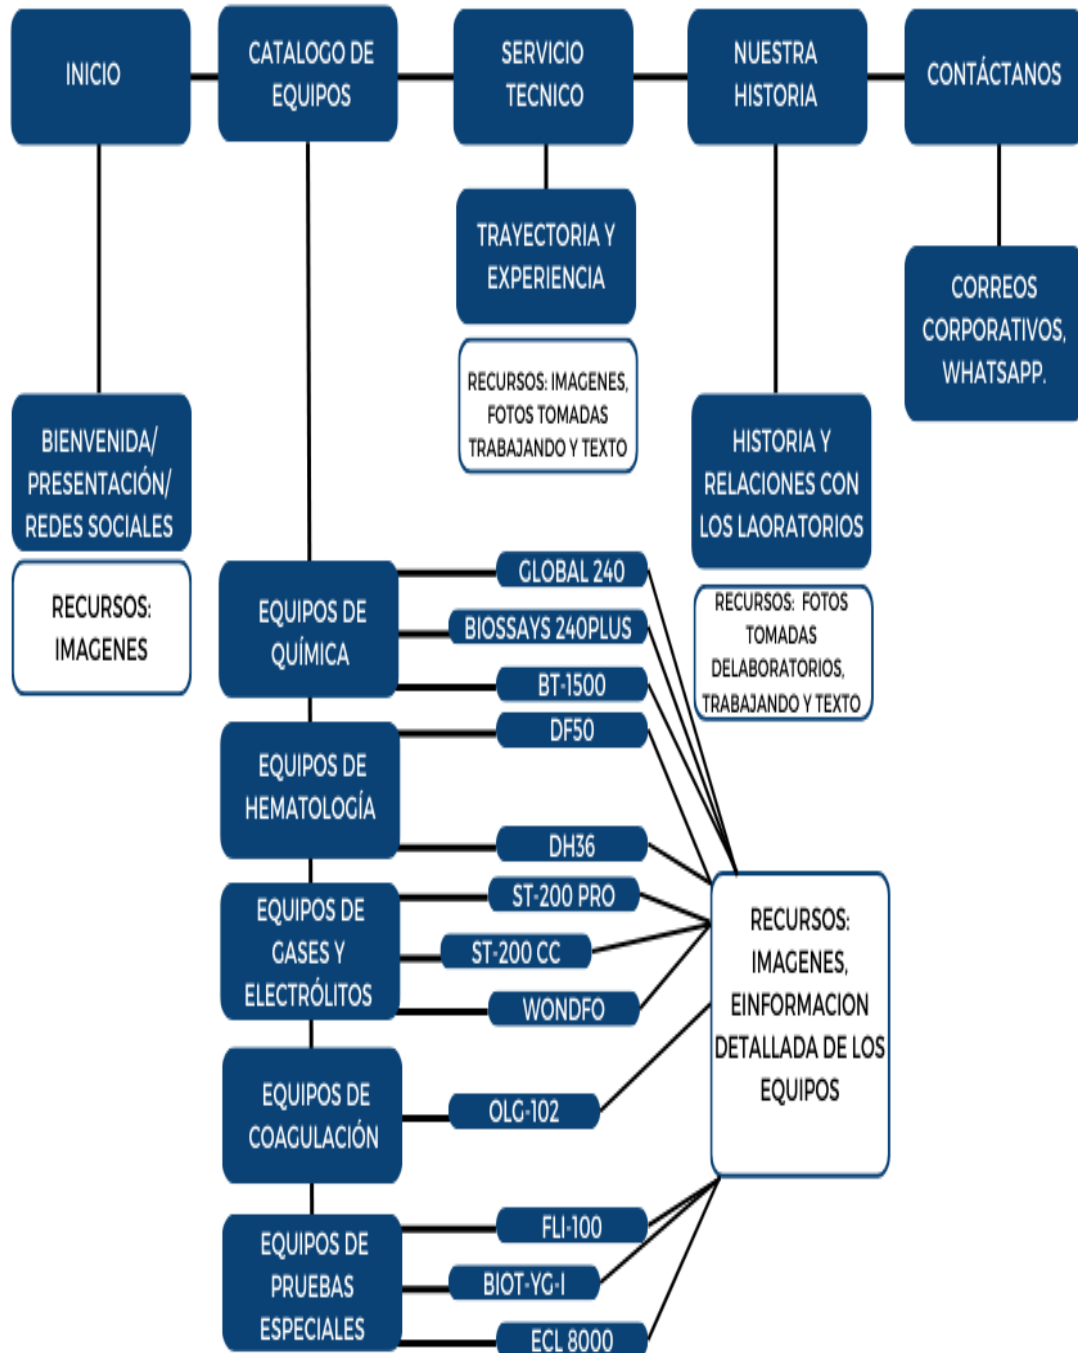 INICIO
CATALOGO DE
EQUIPOS
SERVICIO
TECNICO
NUESTRA
HISTORIA
CONTÁCTANOS
TRAYECTORIA Y
EXPERIENCIA
RECURSOS: IMAGENES,
FOTOS TOMADAS
TRABAJANDO Y TEXTO
CORREOS
CORPORATIVOS,
WHATSAPP.
BIENVENIDA/
PRESENTACIÓN/
REDES SOCIALES
RECURSOS:
IMAGENES
HISTORIA Y
RELACIONES CON
LOS LAORATORIOS
RECURSOS: FOTOS
TOMADAS
DELABORATORIOS,
TRABAJANDO Y TEXTO
EQUIPOS DE
QUÍMICA
GLOBAL 240
BIOSSAYS 240PLUS
BT-1500
EQUIPOS DE
HEMATOLOGÍA
DF50
DH36
EQUIPOS DE
GASES Y
ELECTRÓLITOS
ST-200 PRO
ST-200 CC
WONDFO
EQUIPOS DE
COAGULACIÓN
OLG-102
EQUIPOS DE
PRUEBAS
ESPECIALES
FLI-100
BIOT-YG-I
ECL 8000
RECURSOS:
IMAGENES,
EINFORMACION
DETALLADA DE LOS
EQUIPOS